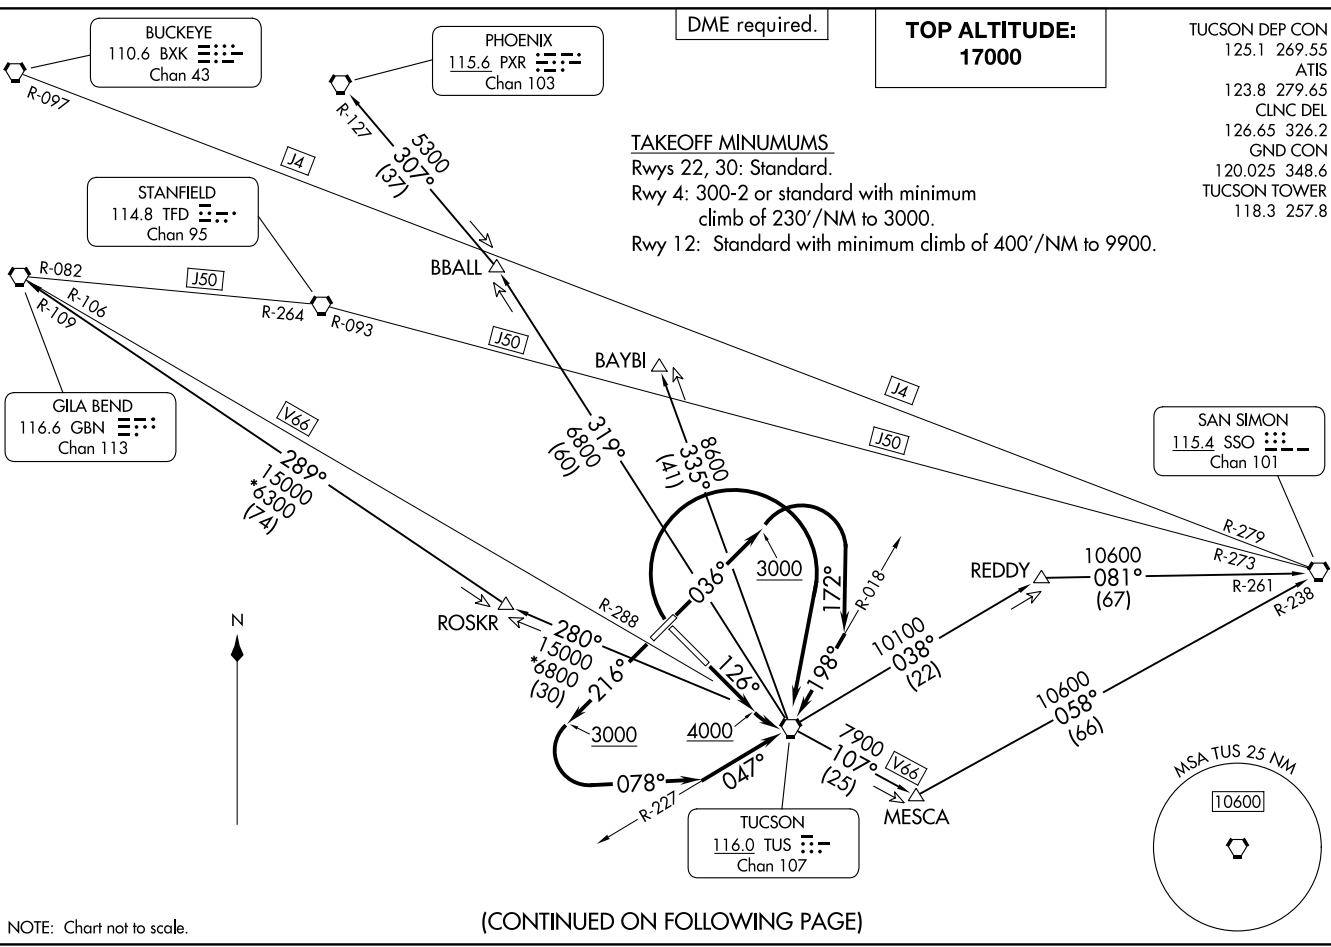 BUCKEYE
110.6 BXK
Chan 43
PHOENIX
115.6 PXR
Chan 103
DME required.
TOP ALTITUDE:
17000
TUCSON DEP CON
125.1 269.55
ATIS
123.8 279.65
CLNC DEL
126.65 326.2
GND CON
120.025 348.6
TUCSON TOWER
118.3 257.8
TAKEOFF MINUMUMS
Rwys 22, 30: Standard.
Rwy 4: 300-2 or standard with minimum
climb of 230'/NM to 3000.
Rwy 12: Standard with minimum climb of 400'/NM to 9900.
R-097
R-127
5300
307°
(37)
J4
STANFIELD
114.8 TFD
Chan 95
BBALL
R-082
J50
R-264
R-093
R-106
R-109
J50
BAYBI
J4
J50
GILA BEND
116.6 GBN
Chan 113
V66
289°
15000
*6300
(74)
319°
6800
(60)
8600
335°
(41)
SAN SIMON
115.4 SSO
Chan 101
R-279
R-273
R-261
R-238
036°
3000
172°
R-018
REDDY
10600
081°
(67)
ROSKR
R-288
280°
15000
*6800
(30)
216°
126°
198°
10100
038°
(22)
10600
058°
(66)
N
3000
4000
078°
047°
R-227
7900
107°
(25)
V66
MESCA
TUCSON
116.0 TUS
Chan 107
MSA TUS 25 NM
10600
NOTE: Chart not to scale.
(CONTINUED ON FOLLOWING PAGE)